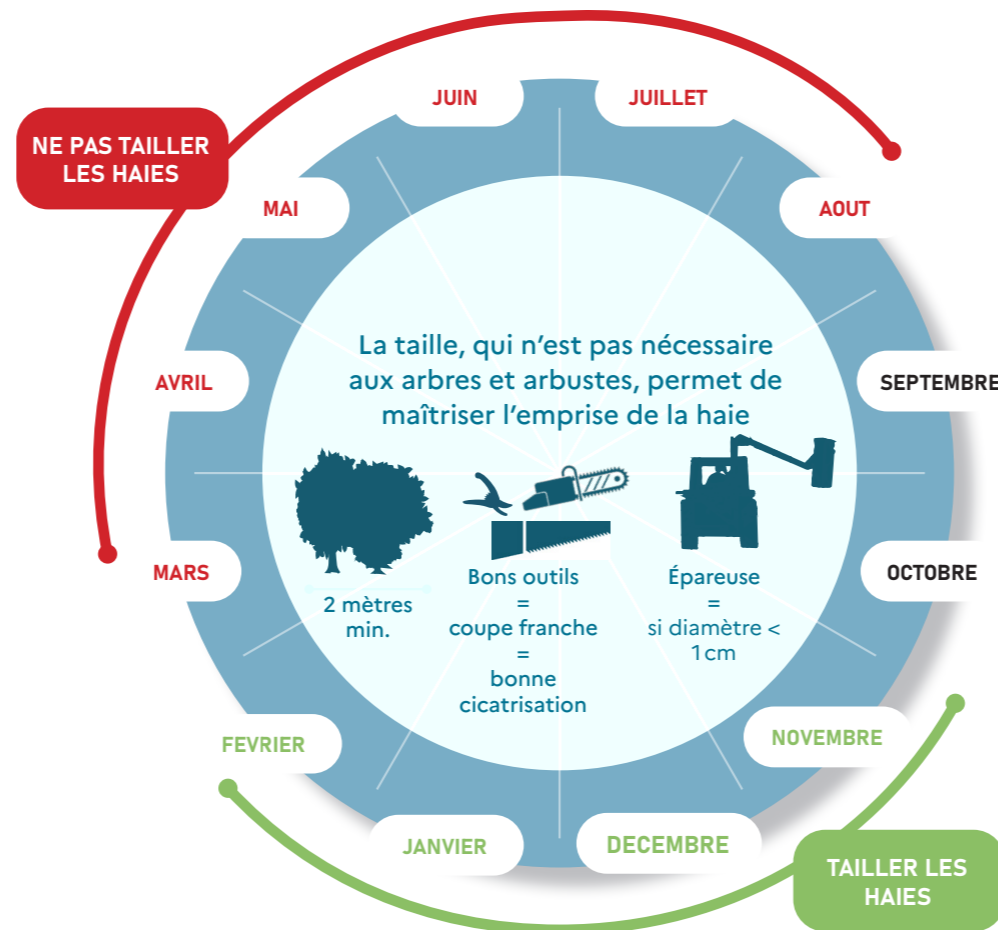 JUIN
JUILLET
NE PAS TAILLER
LES HAIES
MAI
AOUT
AVRIL
SEPTEMBRE
La taille, qui n'est pas nécessaire
aux arbres et arbustes, permet de
maîtriser l'emprise de la haie
MARS
OCTOBRE
2 mètres
min.
Bons outils
=
coupe franche
=
bonne
cicatrisation
Épareuse
=
si diamètre <
1 cm
FEVRIER
NOVEMBRE
JANVIER
DECEMBRE
TAILLER LES
HAIES